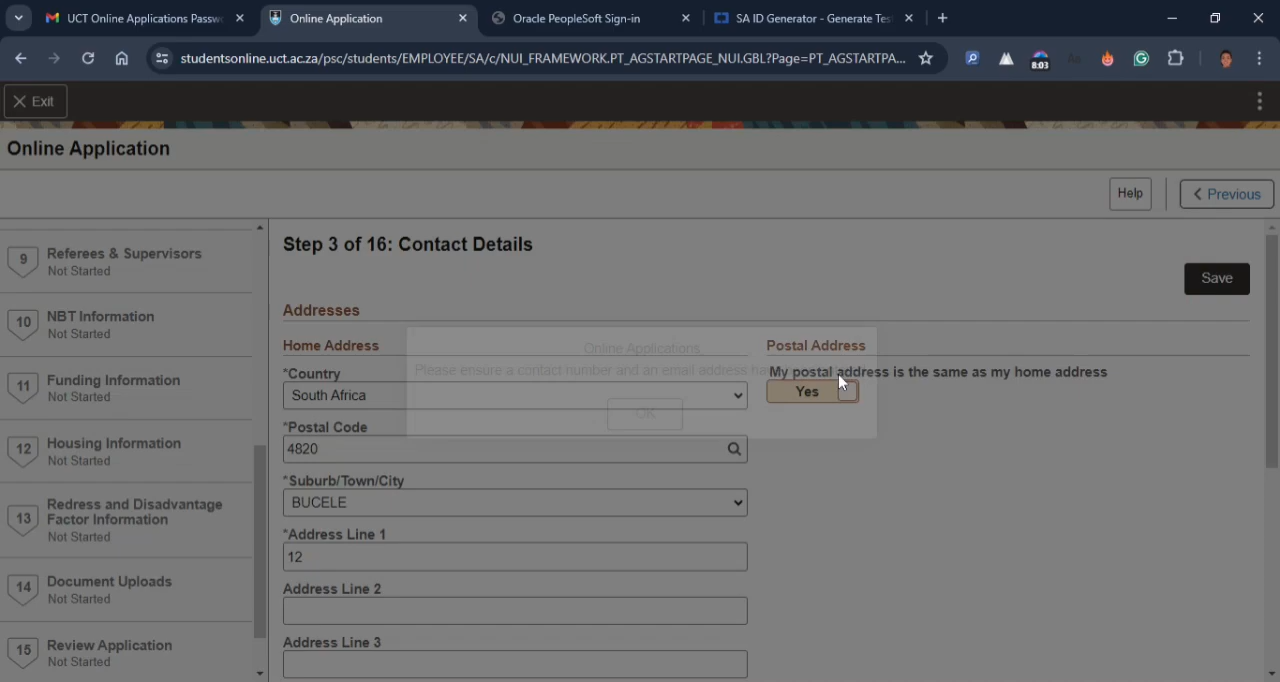 UCT Online Applications Passw
Online Application
Oracle PeopleSoft Sign-in
SA ID Generator - Generate Tes
studentsonline.uct.ac.za/psc/students/EMPLOYEE/SA/c/NUI_FRAMEWORK.PT_AGSTARTPAGE_NUI.GBL?Page=PT_AGSTARTPA...
8:03
Exit
Online Application
Help
Previous
9
Referees & Supervisors
Not Started
10
NBT Information
Not Started
11
Funding Information
Not Started
12
Housing Information
Not Started
13
Redress and Disadvantage
Factor Information
Not Started
14
Document Uploads
Not Started
15
Review Application
Not Started
Step 3 of 16: Contact Details
Save
Addresses
Home Address
*Country
South Africa
*Postal Code
4820
*Suburb/Town/City
BUCELE
*Address Line 1
12
Address Line 2
Address Line 3
Postal Address
My postal address is the same as my home address
Yes
Online Applications
Please ensure a contact number and an email address
OK